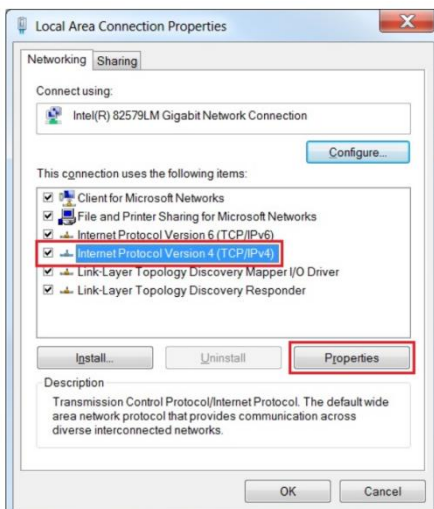 Local Area Connection Properties
Networking
Sharing
Connect using:
Intel(R) 82579LM Gigabit Network Connection
Configure...
This connection uses the following items:
Client for Microsoft Networks
File and Printer Sharing for Microsoft Networks
Internet Protocol Version 6 (TCP/IPv6)
Internet Protocol Version 4 (TCP/IPv4)
Link-Layer Topology Discovery Mapper I/O Driver
Link-Layer Topology Discovery Responder
Install...
Uninstall
Properties
Description
Transmission Control Protocol/Internet Protocol. The default wide
area network protocol that provides communication across
diverse interconnected networks.
OK
Cancel